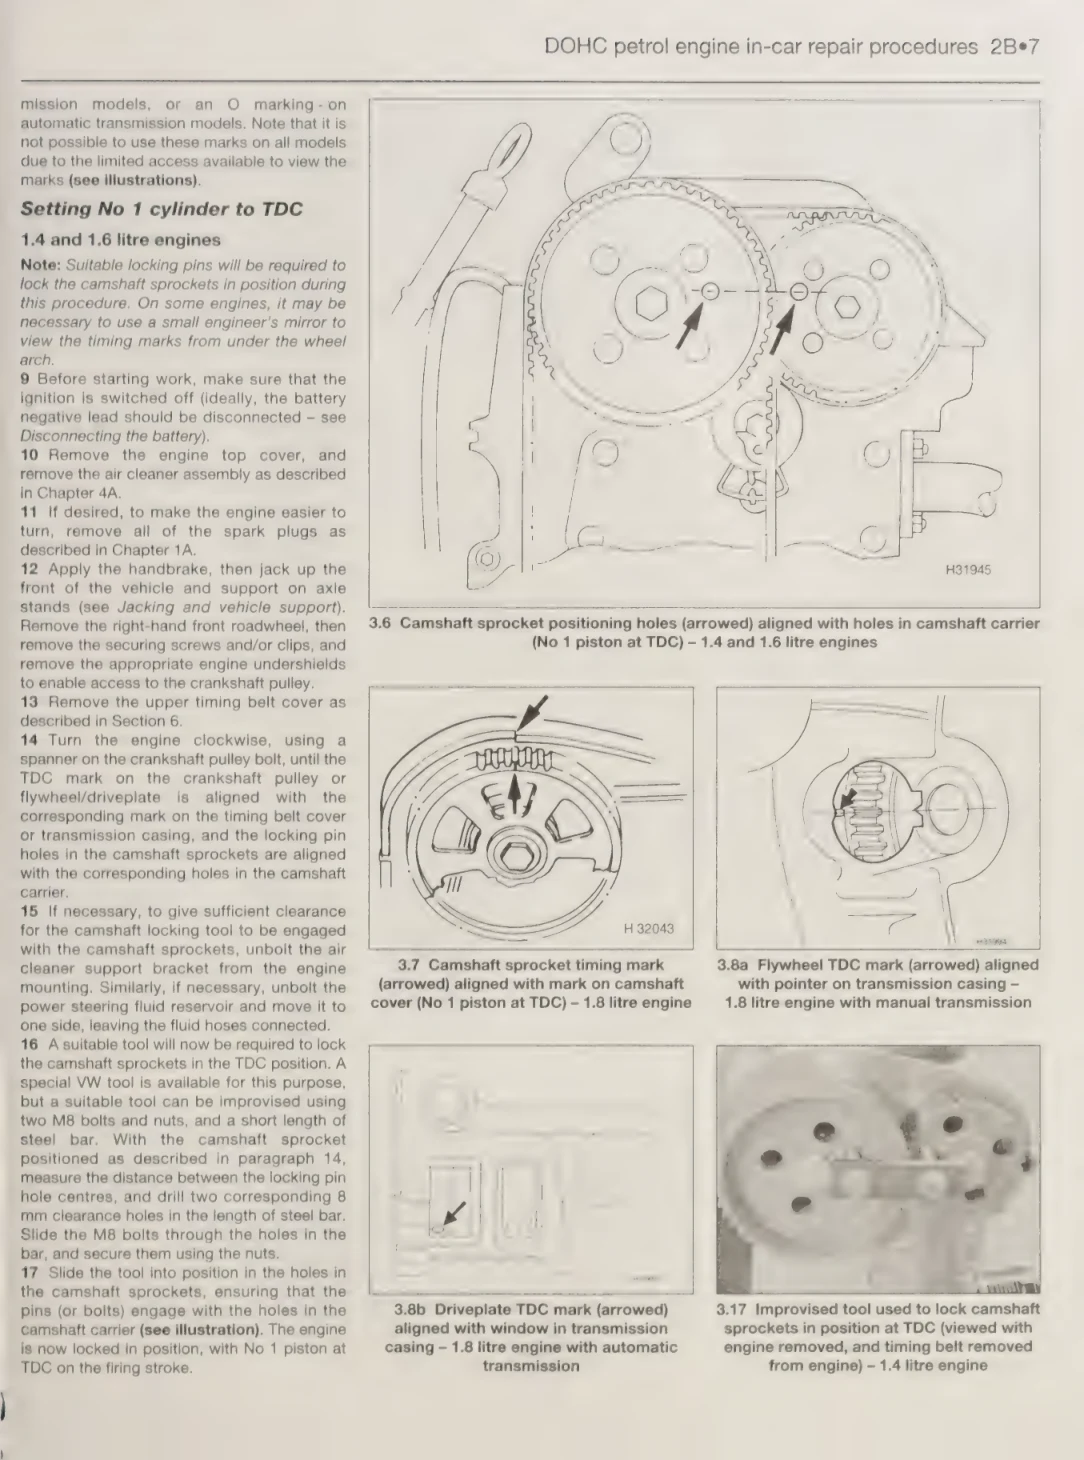 DOHC petrol engine in-car repair procedures 2B•7
mission models, or an O marking - on
automatic transmission models. Note that it is
not possible to use these marks on all models
due to the limited access available to view the
marks (see illustrations).
Setting No 1 cylinder to TDC
1.4 and 1.6 litre engines
Note: Suitable locking pins will be required to
lock the camshaft sprockets in position during
this procedure. On some engines, it may be
necessary to use a small engineer's mirror to
view the timing marks from under the wheel
arch.
9 Before starting work, make sure that the
ignition is switched off (ideally, the battery
negative lead should be disconnected – see
Disconnecting the battery).
10 Remove the engine top cover, and
remove the air cleaner assembly as described
in Chapter 4A.
11 If desired, to make the engine easier to
turn, remove all of the spark plugs as
described in Chapter 1A.
12 Apply the handbrake, then jack up the
front of the vehicle and support on axle
stands (see Jacking and vehicle support).
Remove the right-hand front roadwheel, then
remove the securing screws and/or clips, and
remove the appropriate engine undershields
to enable access to the crankshaft pulley.
13 Remove the upper timing belt cover as
described in Section 6.
14 Turn the engine clockwise, using a
spanner on the crankshaft pulley bolt, until the
TDC mark on the crankshaft pulley or
flywheel/driveplate is aligned with the
corresponding mark on the timing belt cover
or transmission casing, and the locking pin
holes in the camshaft sprockets are aligned
with the corresponding holes in the camshaft
carrier.
15 If necessary, to give sufficient clearance
for the camshaft locking tool to be engaged
with the camshaft sprockets, unbolt the air
cleaner support bracket from the engine
mounting. Similarly, if necessary, unbolt the
power steering fluid reservoir and move it to
one side, leaving the fluid hoses connected.
16 A suitable tool will now be required to lock
the camshaft sprockets in the TDC position. A
special VW tool is available for this purpose,
but a suitable tool can be improvised using
two M8 bolts and nuts, and a short length of
steel bar. With the camshaft sprocket
positioned as described in paragraph 14,
measure the distance between the locking pin
hole centres, and drill two corresponding 8
mm clearance holes in the length of steel bar.
Slide the M8 bolts through the holes in the
bar, and secure them using the nuts.
17 Slide the tool into position in the holes in
the camshaft sprockets, ensuring that the
pins (or bolts) engage with the holes in the
camshaft carrier (see illustration). The engine
is now locked in position, with No 1 piston at
TDC on the firing stroke.
H31945
3.6 Camshaft sprocket positioning holes (arrowed) aligned with holes in camshaft carrier
(No 1 piston at TDC) – 1.4 and 1.6 litre engines
H 32043
3.7 Camshaft sprocket timing mark
(arrowed) aligned with mark on camshaft
cover (No 1 piston at TDC) – 1.8 litre engine
3.8a Flywheel TDC mark (arrowed) aligned
with pointer on transmission casing –
1.8 litre engine with manual transmission
3.8b Driveplate TDC mark (arrowed)
aligned with window in transmission
casing – 1.8 litre engine with automatic
transmission
3.17 Improvised tool used to lock camshaft
sprockets in position at TDC (viewed with
engine removed, and timing belt removed
from engine) – 1.4 litre engine